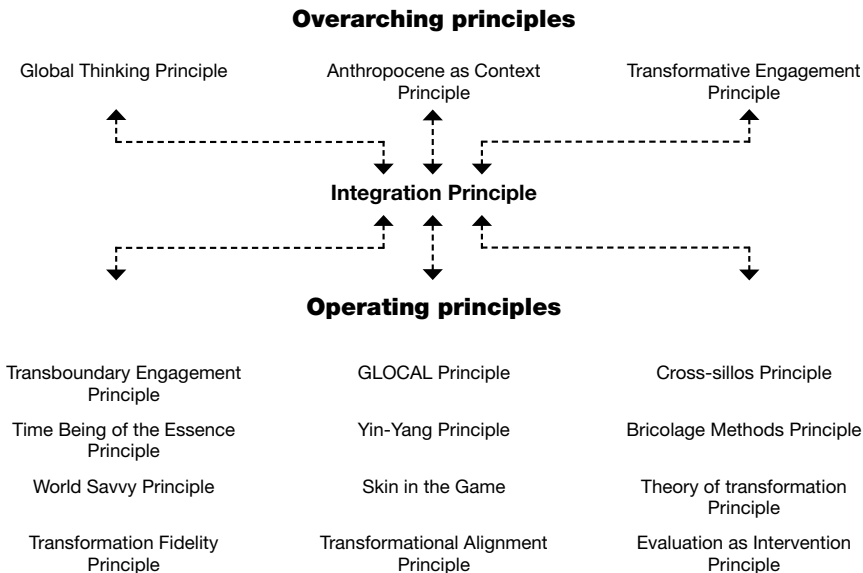 Overarching principles
Global Thinking Principle
Anthropocene as Context
Principle
Transformative Engagement
Principle
Integration Principle
Operating principles
Transboundary Engagement
Principle
GLOCAL Principle
Cross-sillos Principle
Time Being of the Essence
Principle
Yin-Yang Principle
Bricolage Methods Principle
World Savvy Principle
Skin in the Game
Theory of transformation
Principle
Transformation Fidelity
Principle
Transformational Alignment
Principle
Evaluation as Intervention
Principle